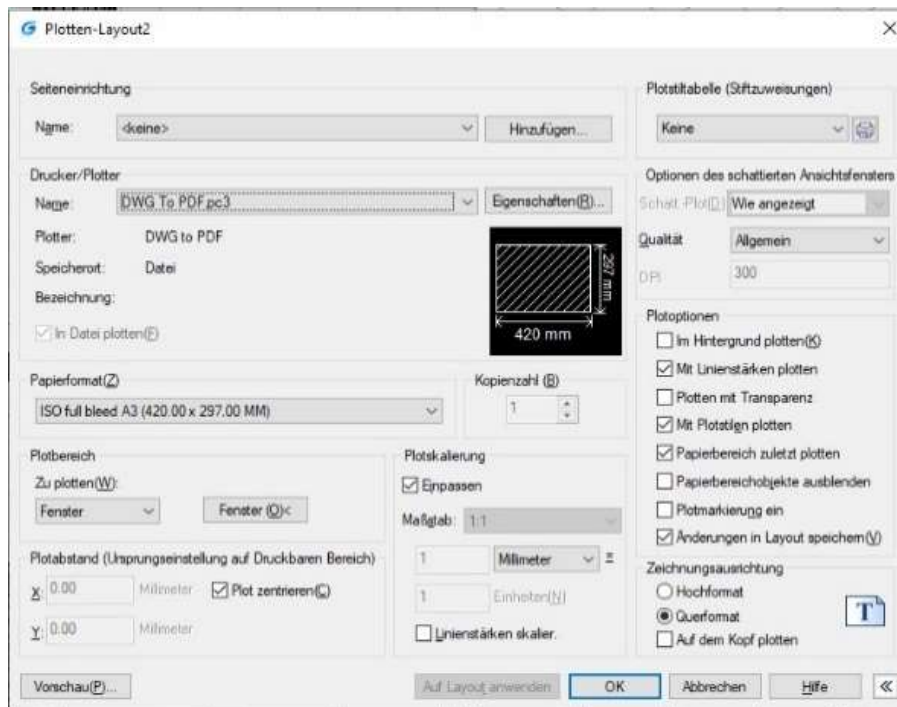 Plotten-Layout2
Seiteneinrichtung
Name: <keine> Hinzufügen...
Plotstiltabelle (Stiftzuweisungen)
Keine
Drucker/Plotter
Name: DWG To PDF.pc3 Eigenschaften(R)...
Plotter: DWG to PDF
Speicherort: Datei
Bezeichnung:
In Datei plotten(F)
297 mm
420 mm
Optionen des schattierten Ansichtsfensters
Schatt.-Plot(D) Wie angezeigt
Qualität Allgemein
DPI 300
Papierformat(Z)
ISO full bleed A3 (420.00 x 297.00 MM)
Kopienzahl (B)
1
Plotoptionen
Im Hintergrund plotten(K)
Mit Linienstärken plotten
Plotten mit Transparenz
Mit Plotstilen plotten
Papierbereich zuletzt plotten
Papierbereichobjekte ausblenden
Plotmarkierung ein
Änderungen in Layout speichern(V)
Plotbereich
Zu plotten(W):
Fenster Fenster (O)<
Plotskalierung
Einpassen
Maßgtab: 1:1
1 Millimeter =
1 Einheiten(N)
Linienstärken skalier.
Plotabstand (Ursprungseinstellung auf Druckbaren Bereich)
X: 0.00 Millimeter Plot zentrieren(C)
Y: 0.00 Millimeter
Zeichnungsausrichtung
Hochformat
Querformat
Auf dem Kopf plotten
T
Vorschau(P)... Auf Layout anwenden OK Abbrechen Hilfe